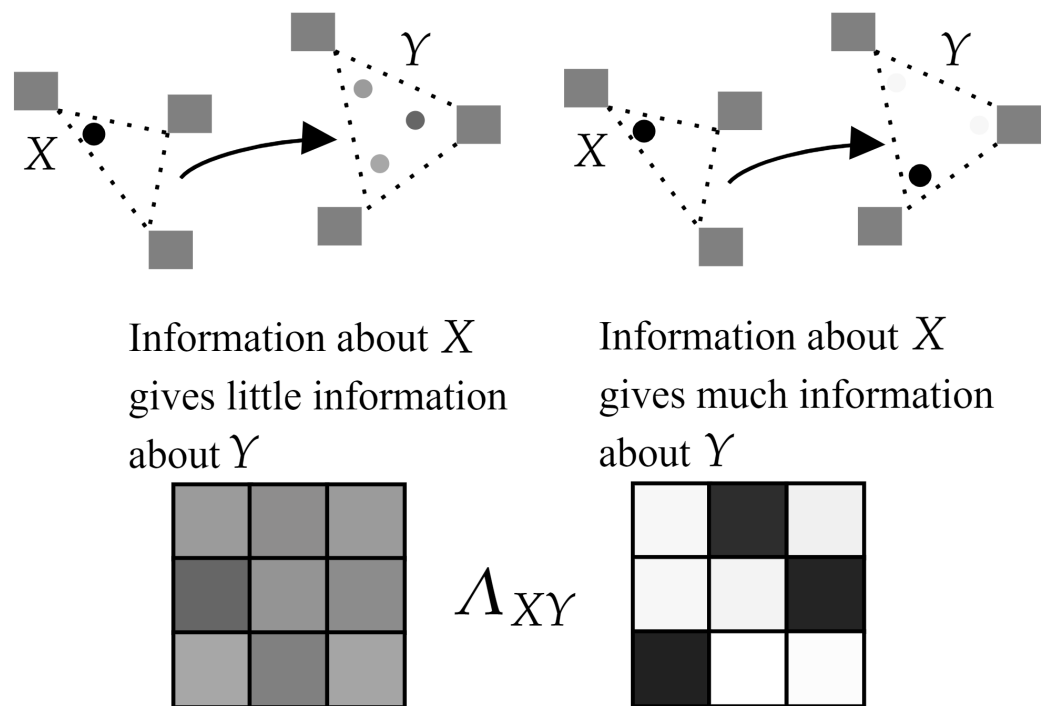 Y
Y
X
X
Information about X
gives little information
about Y
Information about X
gives much information
about Y
Λ_XY